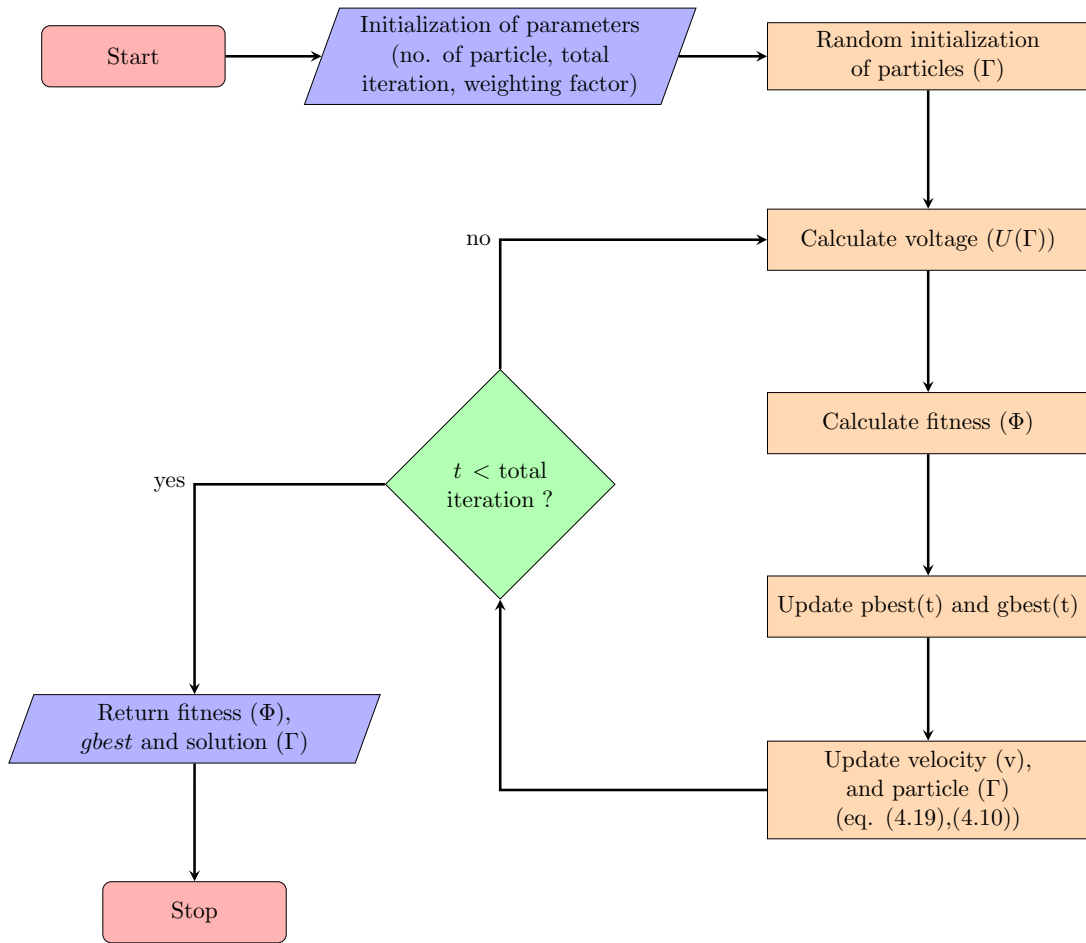 Start
Initialization of parameters
(no. of particle, total
iteration, weighting factor)
Random initialization
of particles (Γ)
Calculate voltage (U(Γ))
no
Calculate fitness (Φ)
t < total
iteration ?
yes
Update pbest(t) and gbest(t)
Return fitness (Φ),
gbest and solution (Γ)
Update velocity (v),
and particle (Γ)
(eq. (4.19),(4.10))
Stop